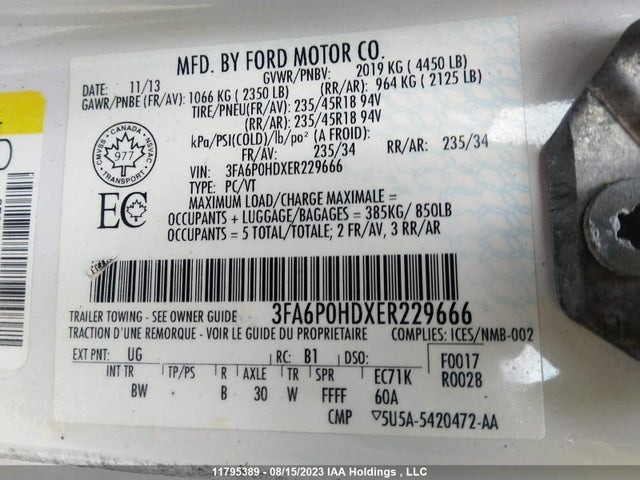 MFD. BY FORD MOTOR CO.
DATE: 11/13 GVWR/PNBV: 2019 KG ( 4450 LB)
GAWR/PNBE (FR/AV): 1066 KG ( 2350 LB) (RR/AR): 964 KG ( 2125 LB)
TIRE/PNEU(FR/AV): 235/45R18 94V
(RR/AR): 235/45R18 94V
kPa/PSI(COLD)/lb/po² (A FROID):
FR/AV: 235/34 RR/AR: 235/34
VIN: 3FA6P0HDXER229666
TYPE: PC/VT
MAXIMUM LOAD/CHARGE MAXIMALE =
OCCUPANTS + LUGGAGE/BAGAGES = 385KG/ 850LB
OCCUPANTS = 5 TOTAL/TOTALE; 2 FR/AV, 3 RR/AR
CANADA
CMVSS 977 NSVAC
TRANSPORT
EC
3FA6P0HDXER229666
TRAILER TOWING - SEE OWNER GUIDE
TRACTION D'UNE REMORQUE - VOIR LE GUIDE DU PROPRIETAIRE
COMPLIES: ICES/NMB-002
EXT PNT: UG RC: B1 DSO: F0017
INT TR TP/PS R AXLE TR SPR EC71K R0028
BW B 30 W FFFF 60A
CMP ▽5U5A-5420472-AA
11795389 - 08/15/2023 IAA Holdings , LLC